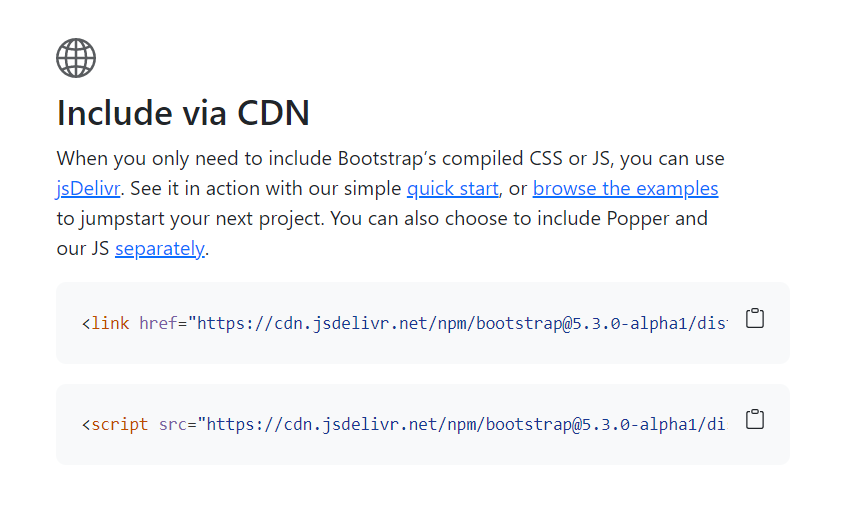 Include via CDN
When you only need to include Bootstrap’s compiled CSS or JS, you can use
jsDelivr. See it in action with our simple quick start, or browse the examples
to jumpstart your next project. You can also choose to include Popper and
our JS separately.
<link href="https://cdn.jsdelivr.net/npm/bootstrap@5.3.0-alpha1/dis
<script src="https://cdn.jsdelivr.net/npm/bootstrap@5.3.0-alpha1/di